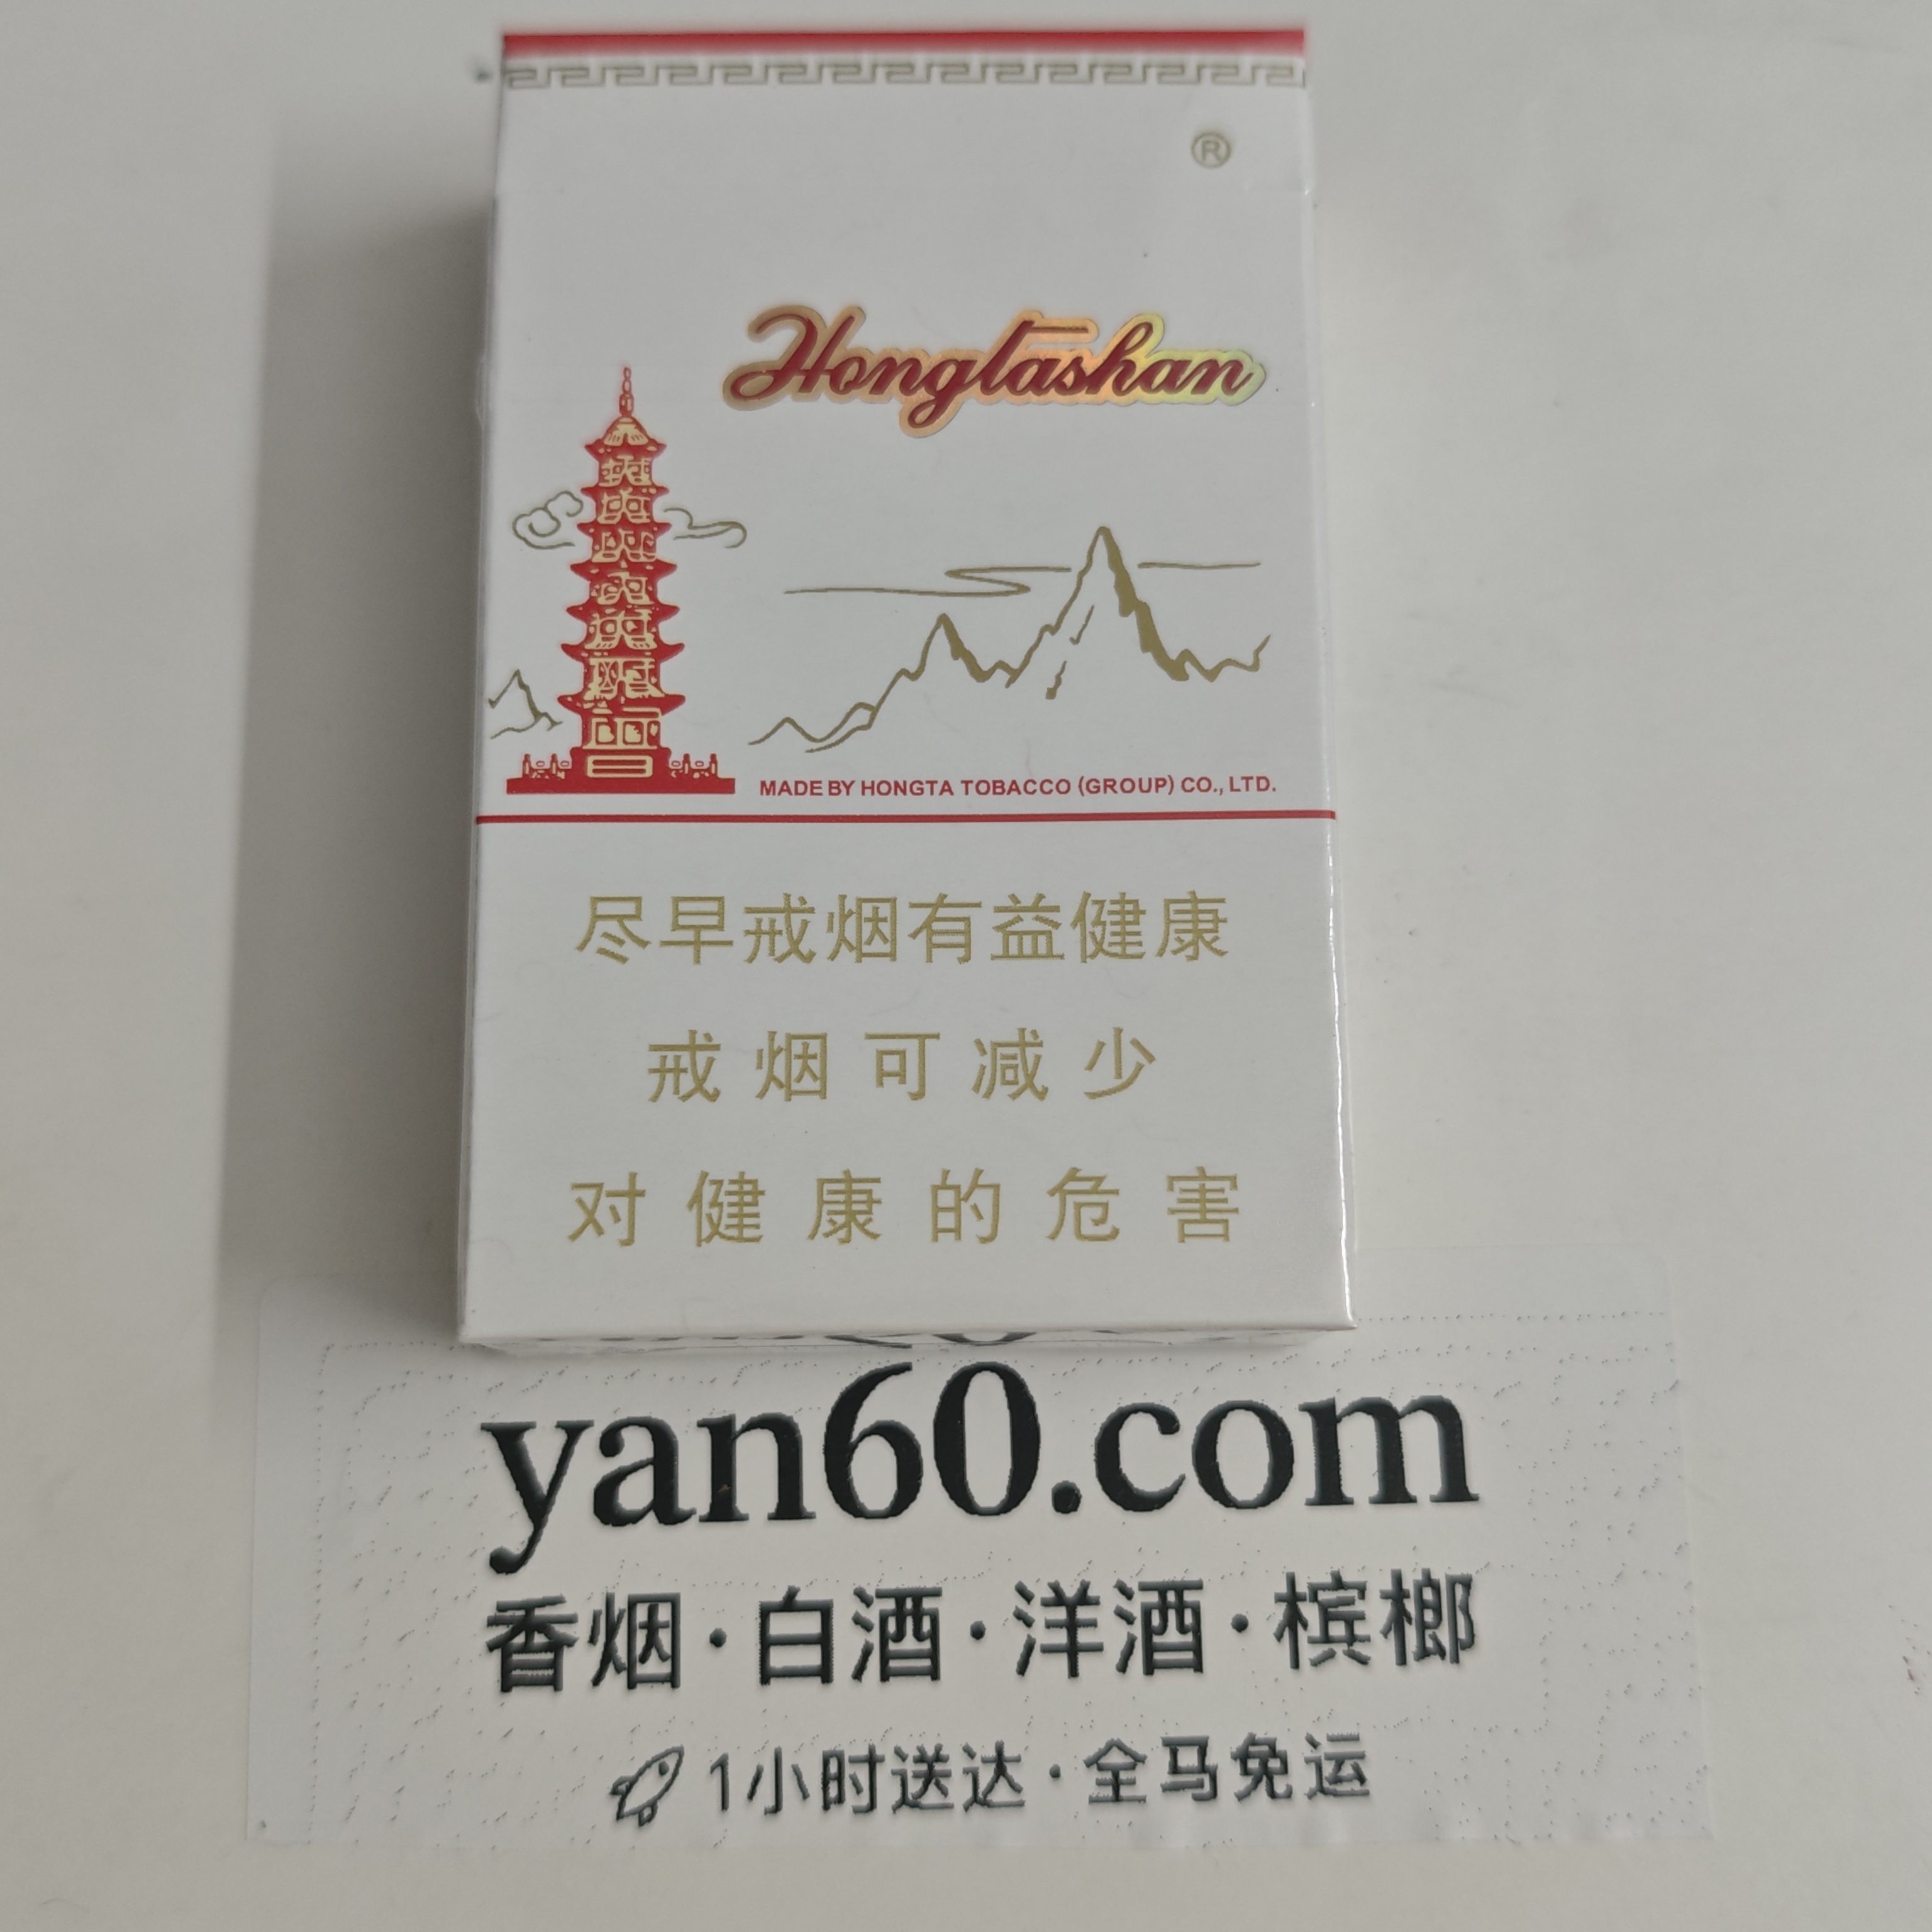 ®
Hongtashan
MADE BY HONGTA TOBACCO (GROUP) CO., LTD.
尽早戒烟有益健康
戒烟可减少
对健康的危害
yan60.com
香烟·白酒·洋酒·槟榔
1小时送达·全马免运